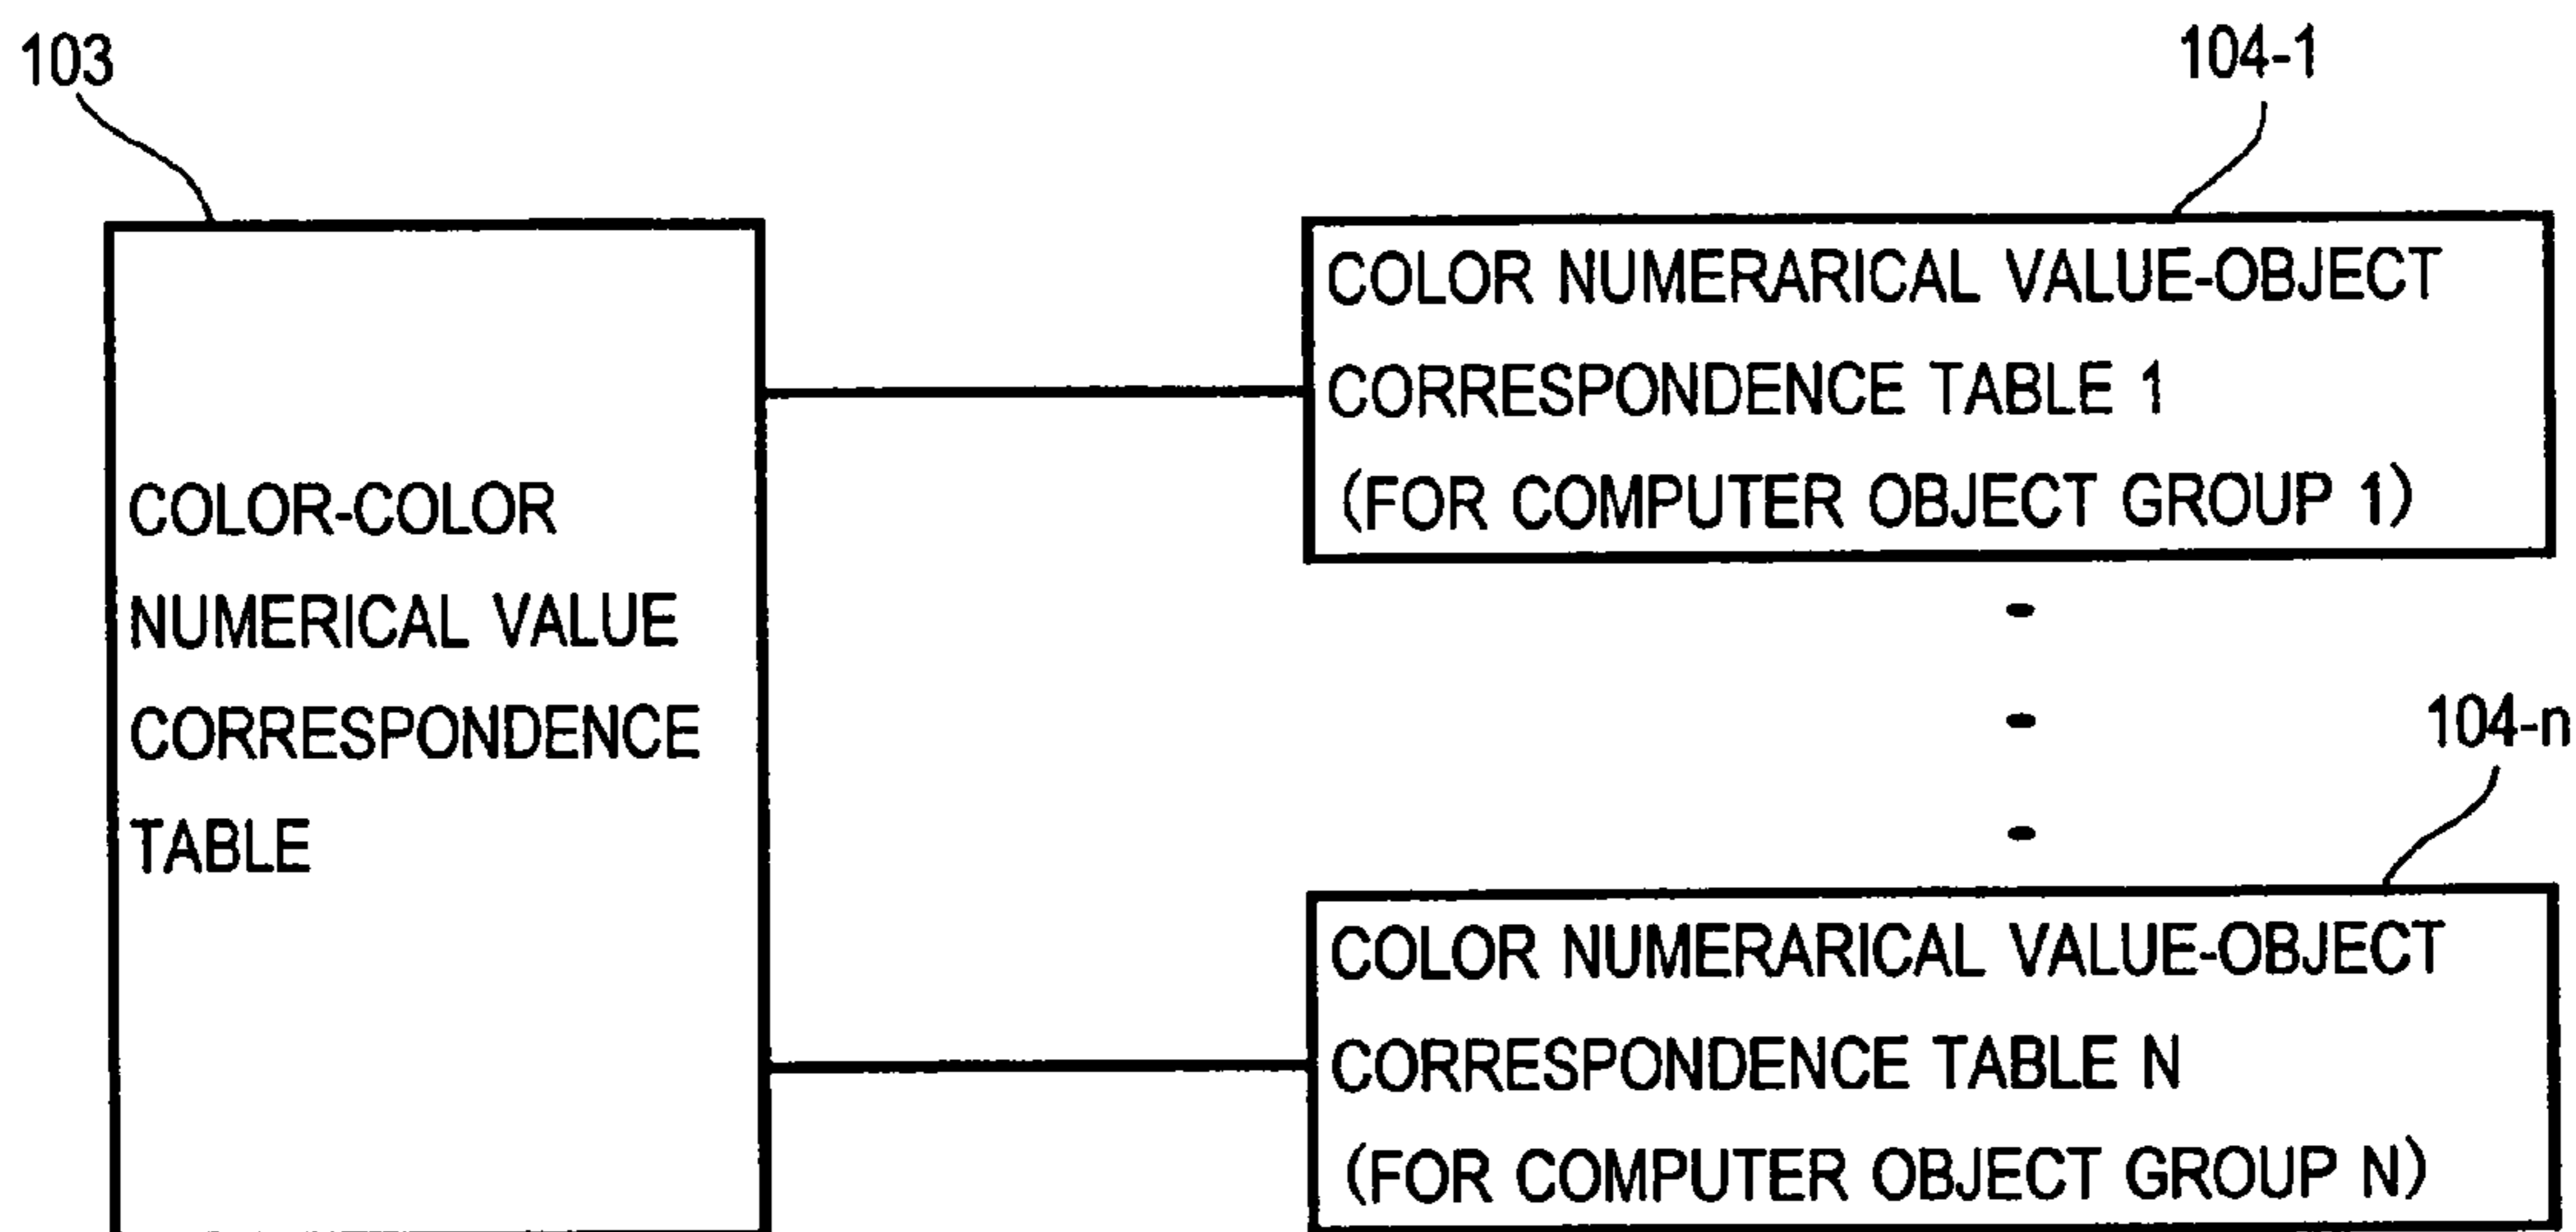 103
104-1
COLOR-COLOR
NUMERICAL VALUE
CORRESPONDENCE
TABLE
COLOR NUMERARICAL VALUE-OBJECT
CORRESPONDENCE TABLE 1
(FOR COMPUTER OBJECT GROUP 1)
104-n
COLOR NUMERARICAL VALUE-OBJECT
CORRESPONDENCE TABLE N
(FOR COMPUTER OBJECT GROUP N)